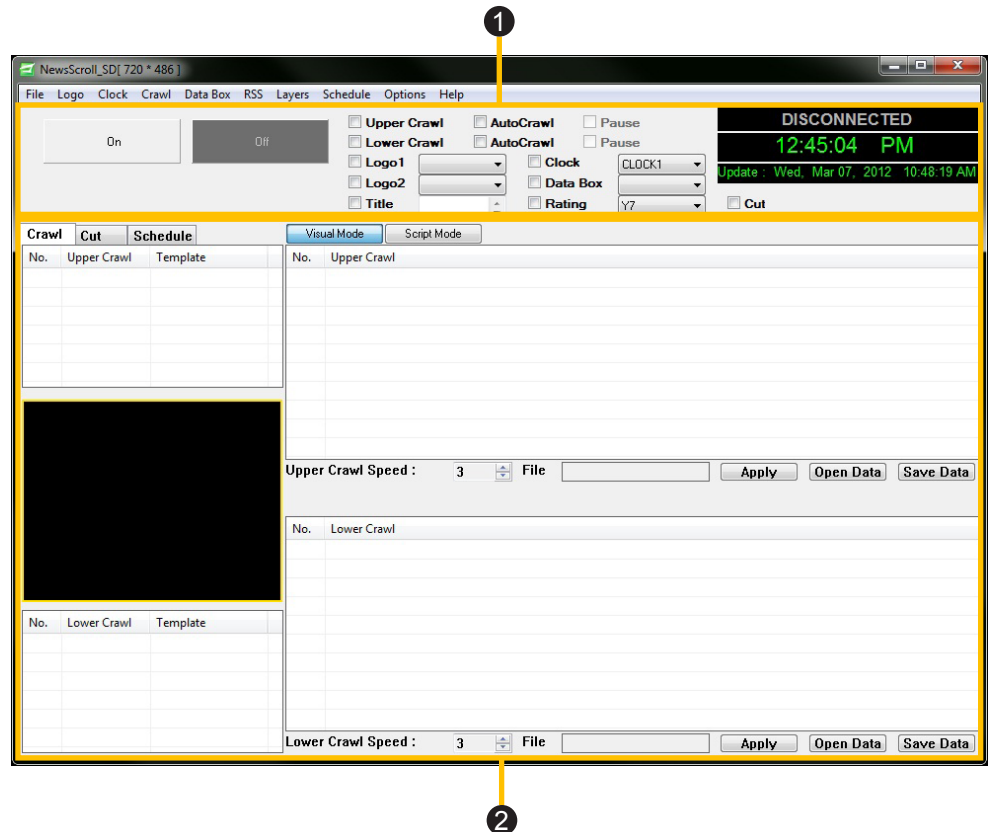 1
NewsScroll_SD[ 720 * 486 ]
File Logo Clock Crawl Data Box RSS Layers Schedule Options Help
On Off
Upper Crawl AutoCrawl Pause
Lower Crawl AutoCrawl Pause
Logo1 Clock CLOCK1
Logo2 Data Box
Title Rating Y7
DISCONNECTED
12:45:04 PM
Update : Wed, Mar 07, 2012 10:48:19 AM
Cut
Crawl Cut Schedule
No. Upper Crawl Template
Visual Mode Script Mode
No. Upper Crawl
Upper Crawl Speed : 3 File Apply Open Data Save Data
No. Lower Crawl
No. Lower Crawl Template
Lower Crawl Speed : 3 File Apply Open Data Save Data
2